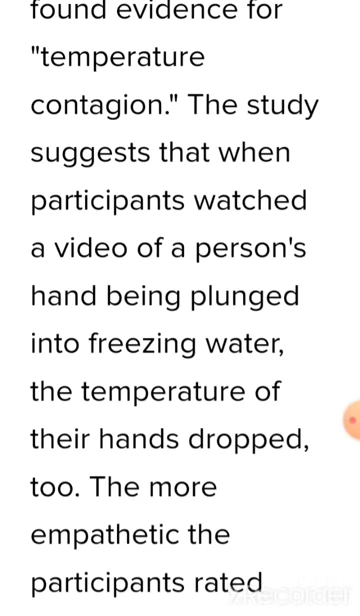 found evidence for
"temperature
contagion." The study
suggests that when
participants watched
a video of a person's
hand being plunged
into freezing water,
the temperature of
their hands dropped,
too. The more
empathetic the
participants rated
Recorder